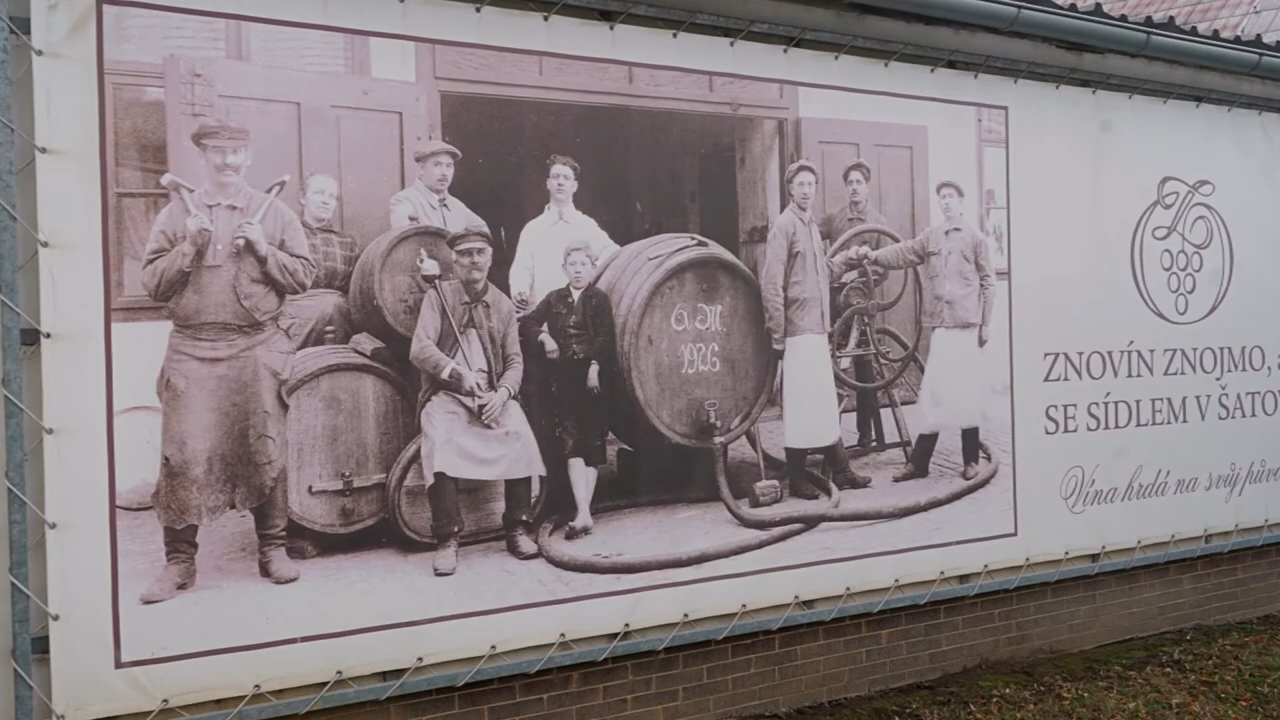 G. M.
1926
ZNOVÍN ZNOJMO,
SE SÍDLEM V
Vína hrdá na svůj